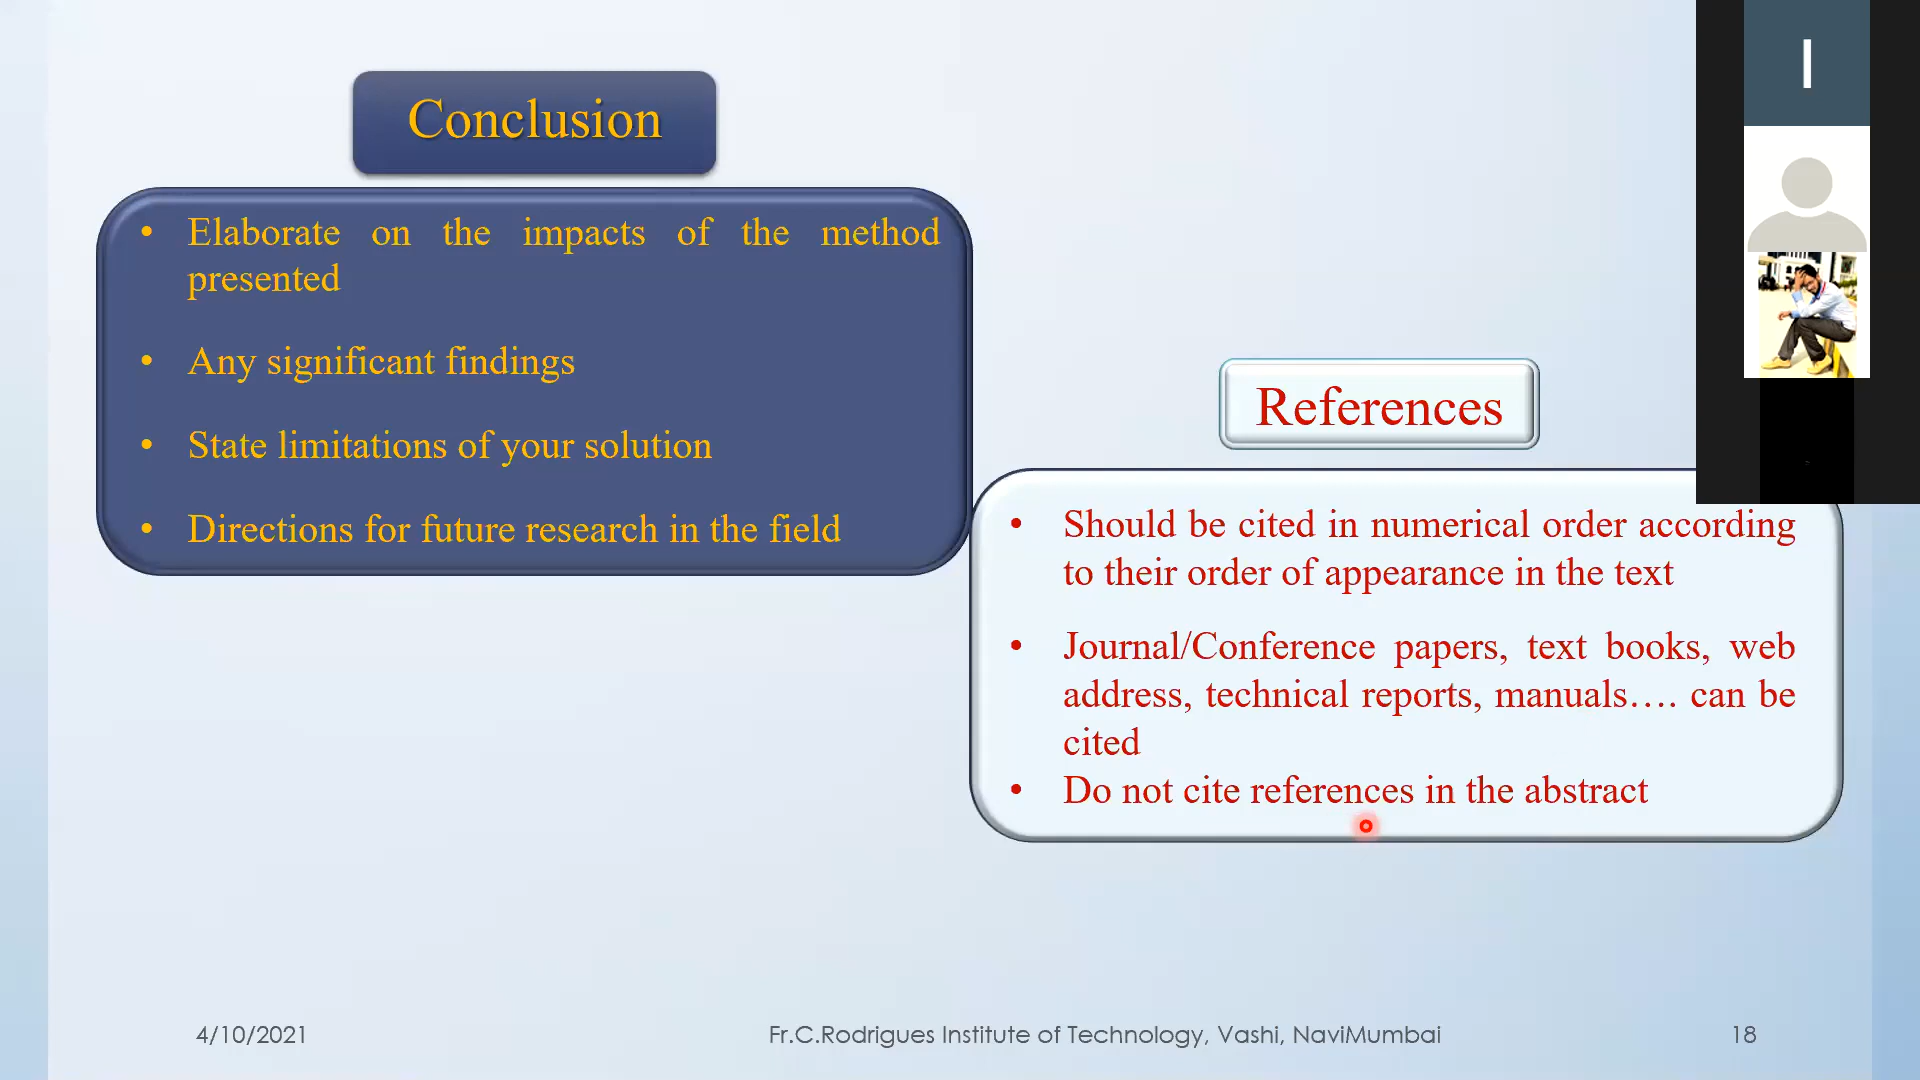 Conclusion
• Elaborate on the impacts of the method
presented
• Any significant findings
• State limitations of your solution
• Directions for future research in the field
References
• Should be cited in numerical order according
to their order of appearance in the text
• Journal/Conference papers, text books, web
address, technical reports, manuals…. can be
cited
• Do not cite references in the abstract
I
4/10/2021
Fr.C.Rodrigues Institute of Technology, Vashi, NaviMumbai
18